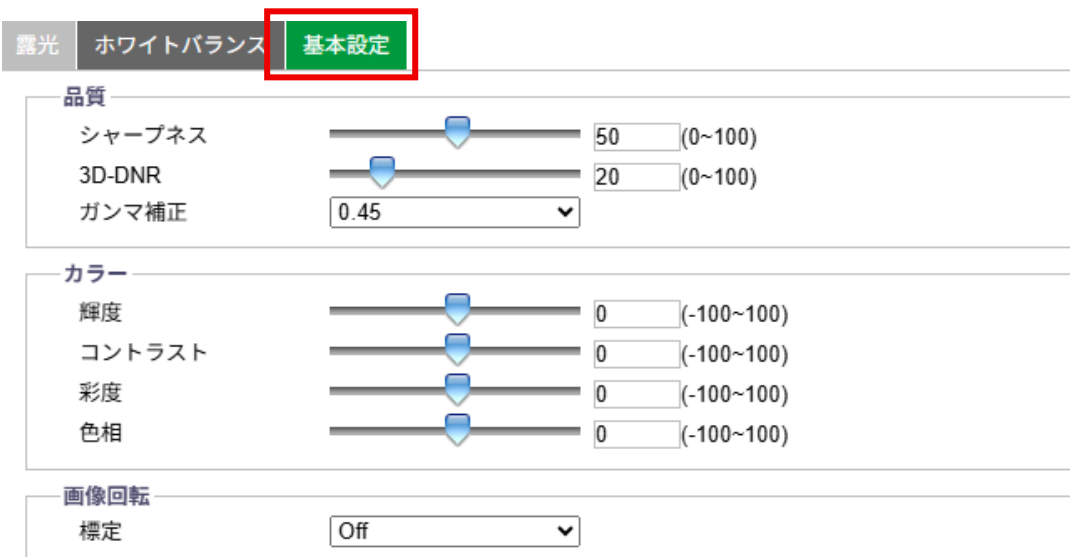 露光 ホワイトバランス 基本設定
品質
シャープネス 50 (0~100)
3D-DNR 20 (0~100)
ガンマ補正 0.45
カラー
輝度 0 (-100~100)
コントラスト 0 (-100~100)
彩度 0 (-100~100)
色相 0 (-100~100)
画像回転
標定 Off